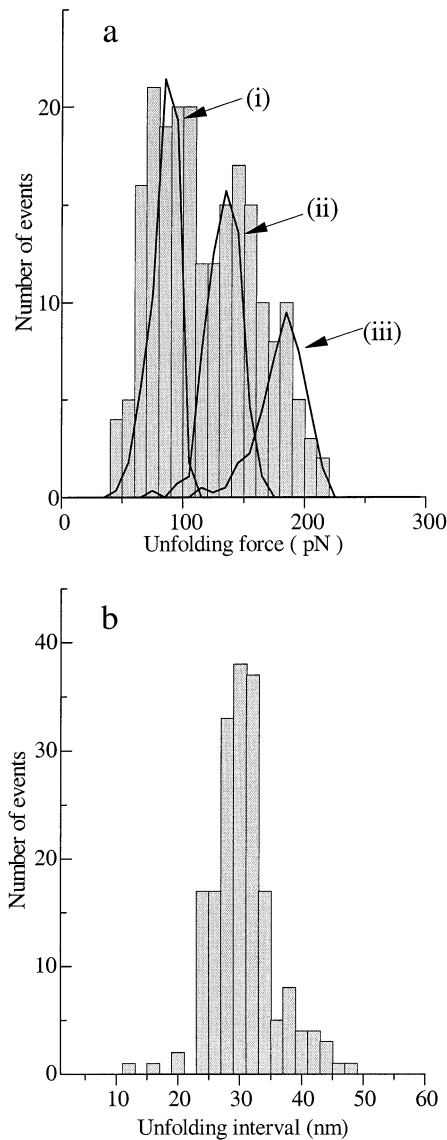 a
(i)
(ii)
(iii)
20
10
0
Number of events
0 100 200 300
Unfolding force ( pN )
b
40
30
20
10
0
Number of events
10 20 30 40 50 60
Unfolding interval (nm)